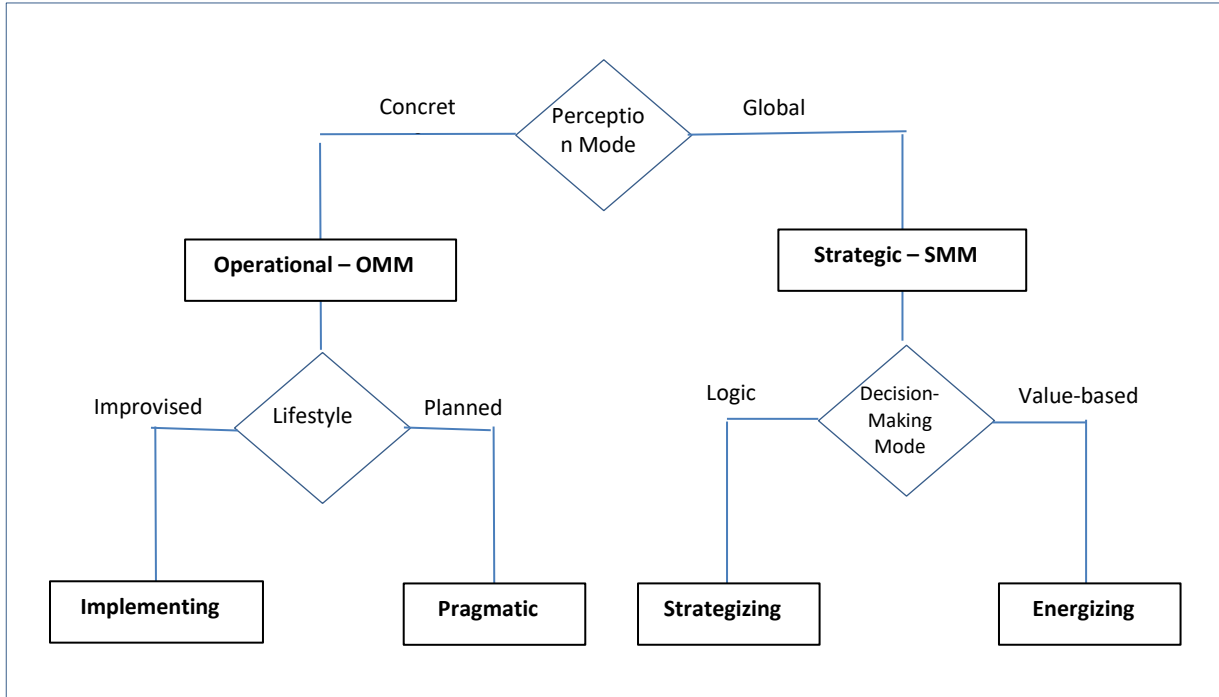 Concret
Perceptio
n Mode
Global
Operational – OMM
Strategic – SMM
Improvised
Lifestyle
Planned
Logic
Decision-
Making
Mode
Value-based
Implementing
Pragmatic
Strategizing
Energizing